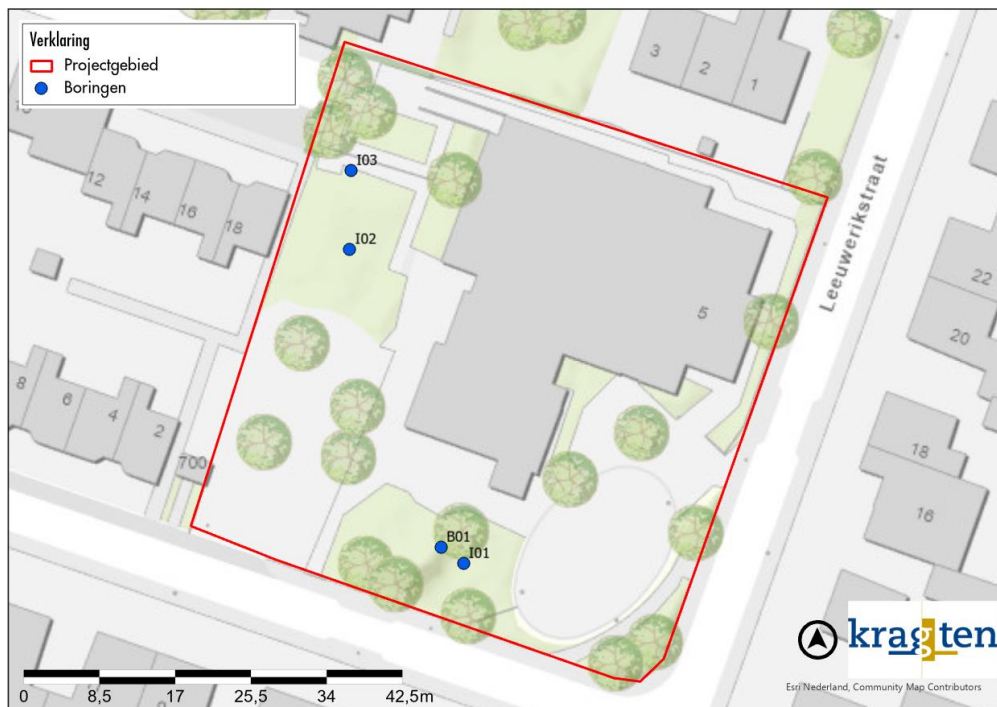 Verklaring
Projectgebied
Boringen
3
2
1
12
14
16
18
I03
I02
Leeuwerikstraat
5
22
20
8
6
4
2
700
18
16
B01
I01
kragten
0 8,5 17 25,5 34 42,5m
Esri Nederland, Community Map Contributors